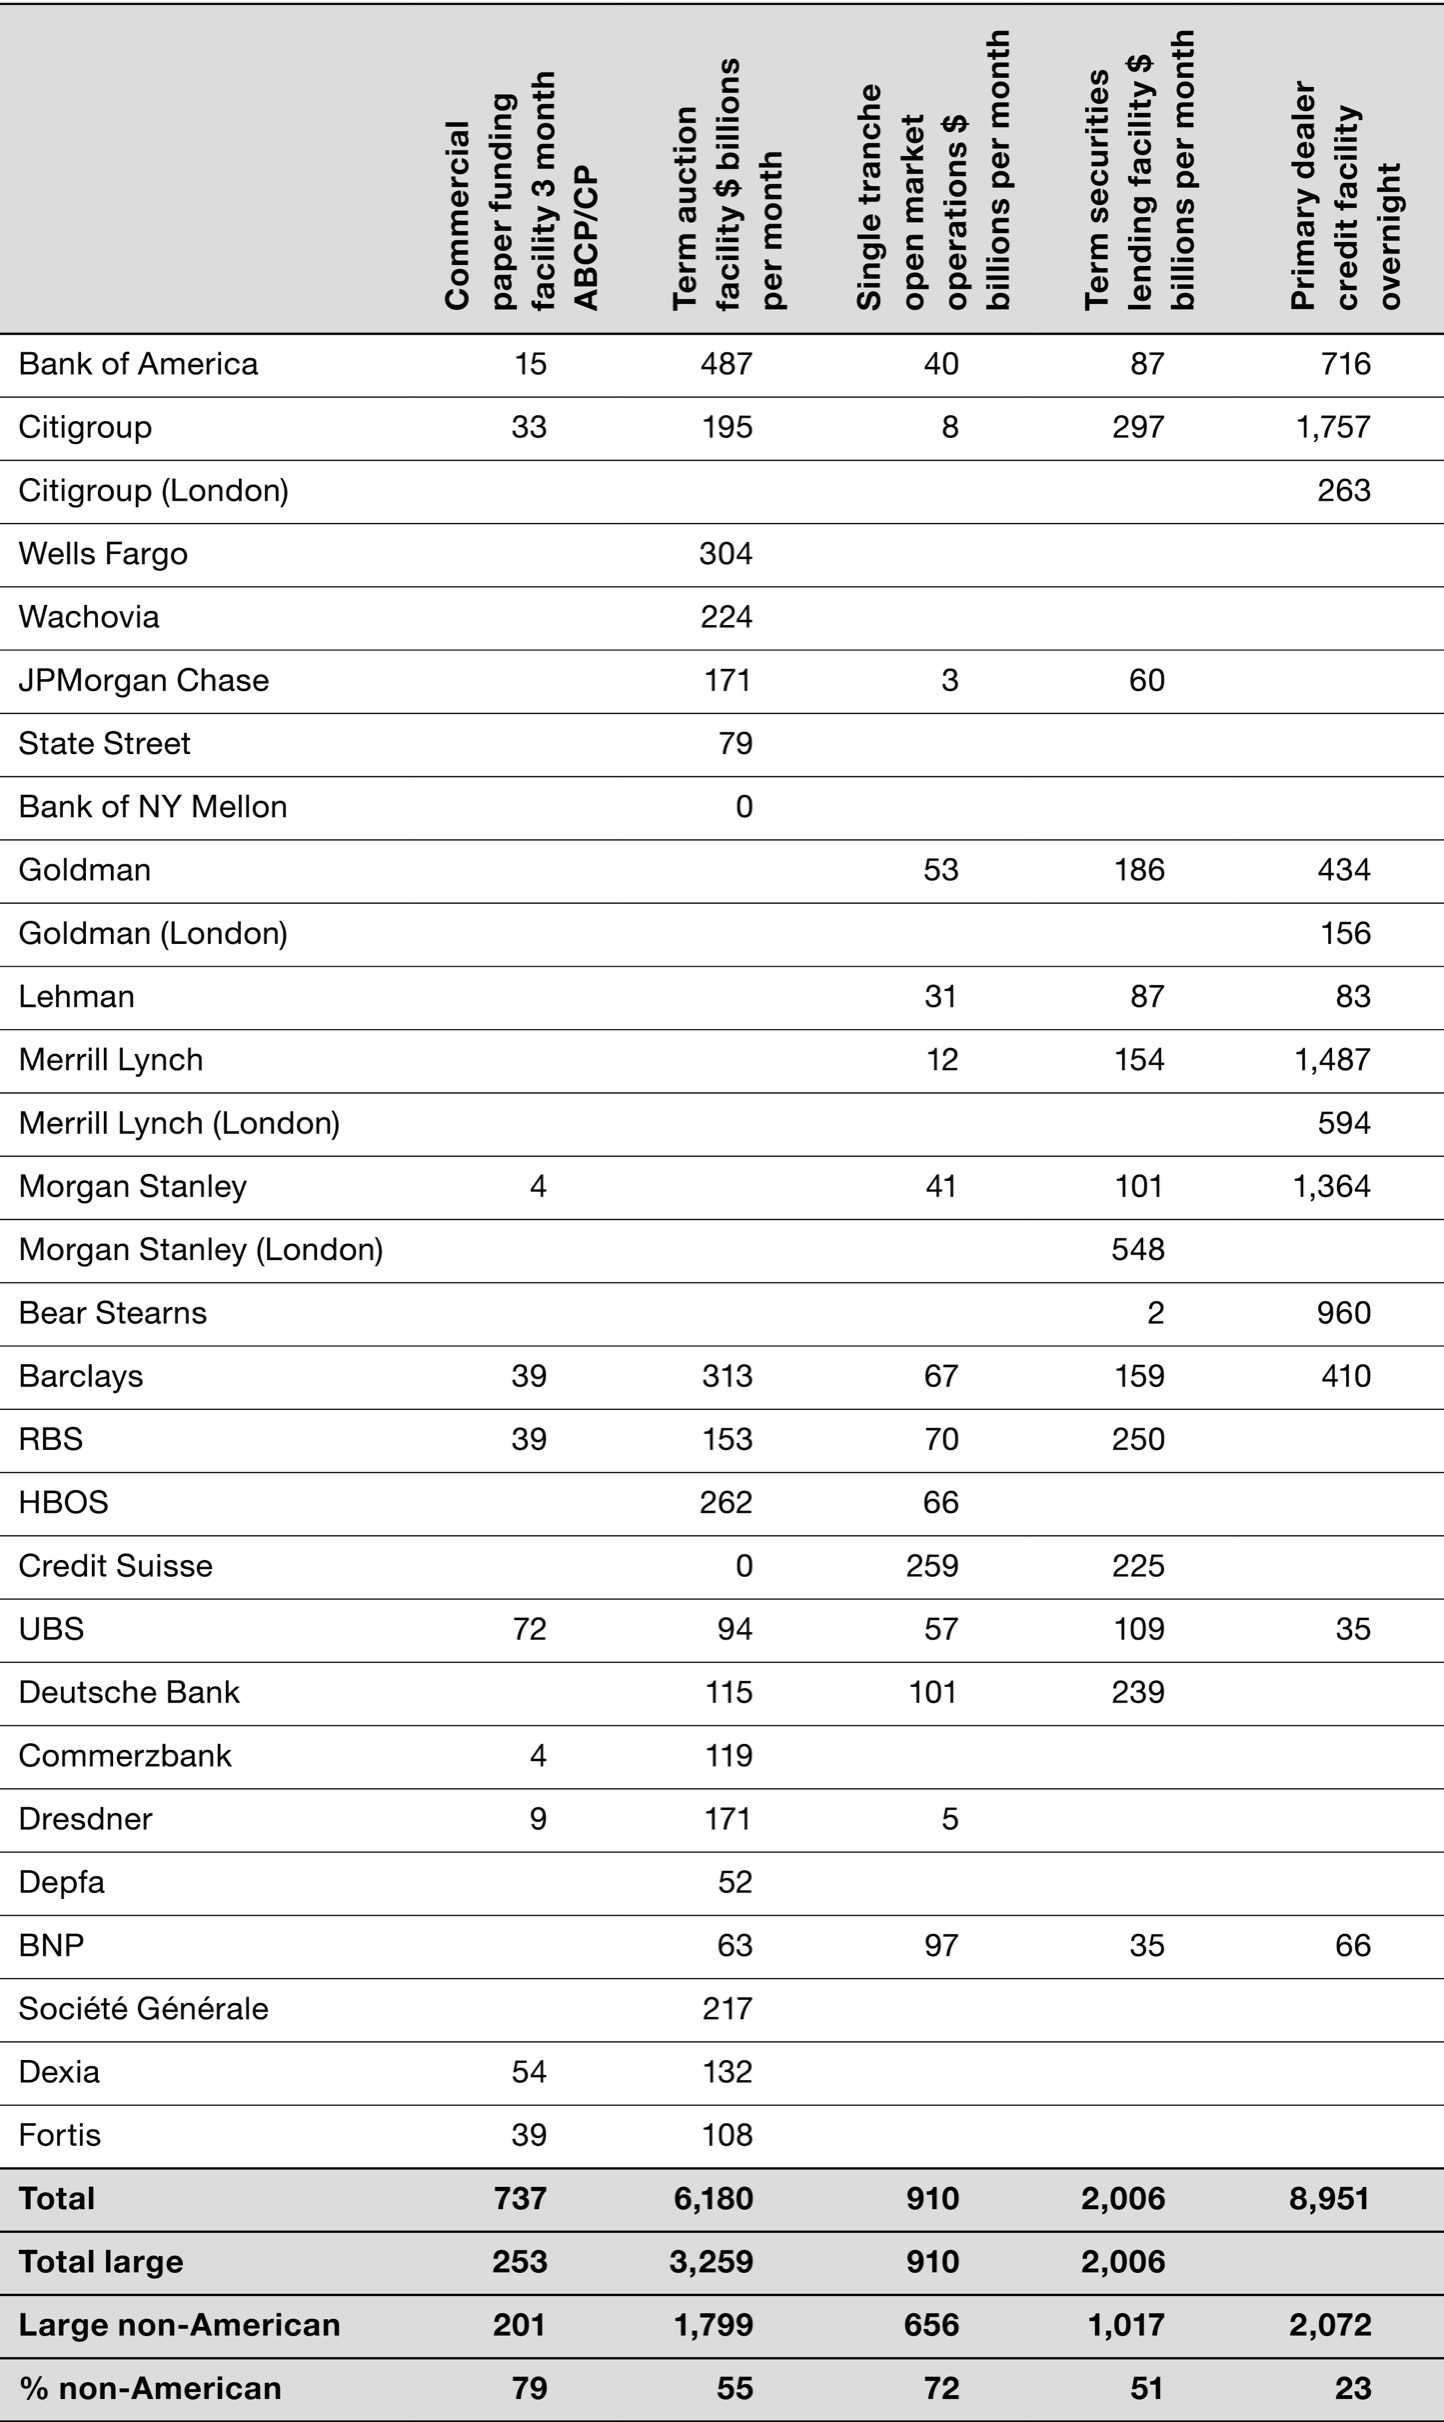 Commercial
paper funding
facility 3 month
ABCP/CP
Term auction
facility $ billions
per month
Single tranche
open market
operations $
billions per month
Term securities
lending facility $
billions per month
Primary dealer
credit facility
overnight
Bank of America 15 487 40 87 716
Citigroup 33 195 8 297 1,757
Citigroup (London) 263
Wells Fargo 304
Wachovia 224
JPMorgan Chase 171 3 60
State Street 79
Bank of NY Mellon 0
Goldman 53 186 434
Goldman (London) 156
Lehman 31 87 83
Merrill Lynch 12 154 1,487
Merrill Lynch (London) 594
Morgan Stanley 4 41 101 1,364
Morgan Stanley (London) 548
Bear Stearns 2 960
Barclays 39 313 67 159 410
RBS 39 153 70 250
HBOS 262 66
Credit Suisse 0 259 225
UBS 72 94 57 109 35
Deutsche Bank 115 101 239
Commerzbank 4 119
Dresdner 9 171 5
Depfa 52
BNP 63 97 35 66
Société Générale 217
Dexia 54 132
Fortis 39 108
Total 737 6,180 910 2,006 8,951
Total large 253 3,259 910 2,006
Large non-American 201 1,799 656 1,017 2,072
% non-American 79 55 72 51 23